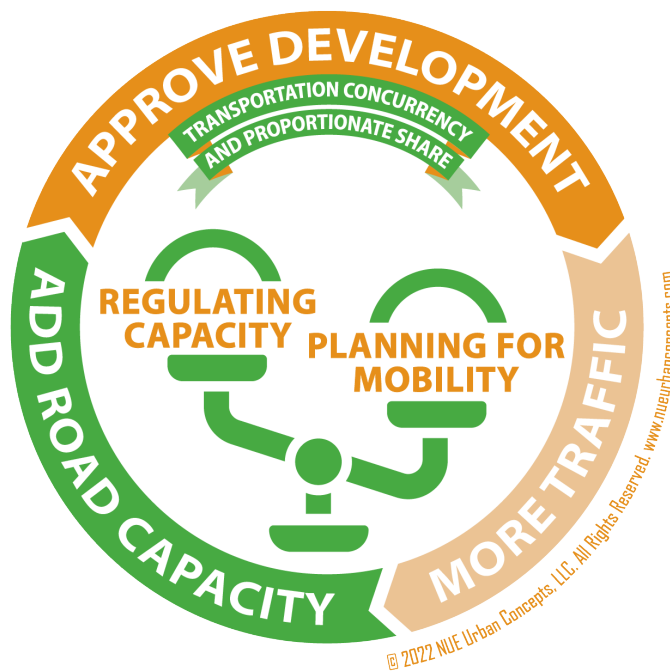 APPROVE DEVELOPMENT
TRANSPORTATION CONCURRENCY
AND PROPORTIONATE SHARE
REGULATING
CAPACITY
PLANNING FOR
MOBILITY
MORE TRAFFIC
ADD ROAD CAPACITY
© 2022 NUE Urban Concepts, LLC. All Rights Reserved. www.nueurbanconcepts.com